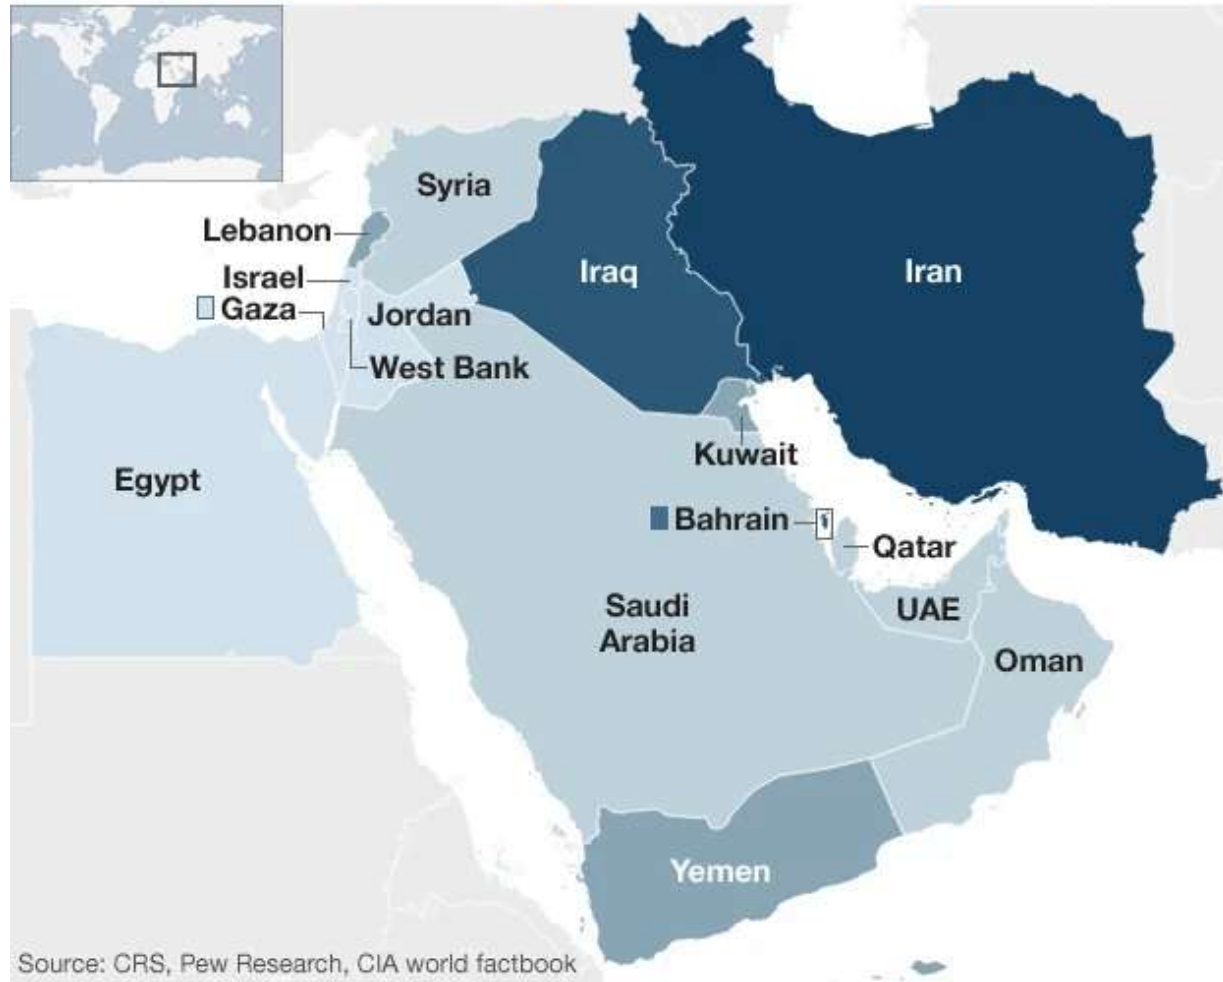 Syria
Lebanon
Israel
Gaza
Jordan
West Bank
Iraq
Iran
Egypt
Kuwait
Bahrain
Qatar
Saudi
Arabia
UAE
Oman
Yemen
Source: CRS, Pew Research, CIA world factbook